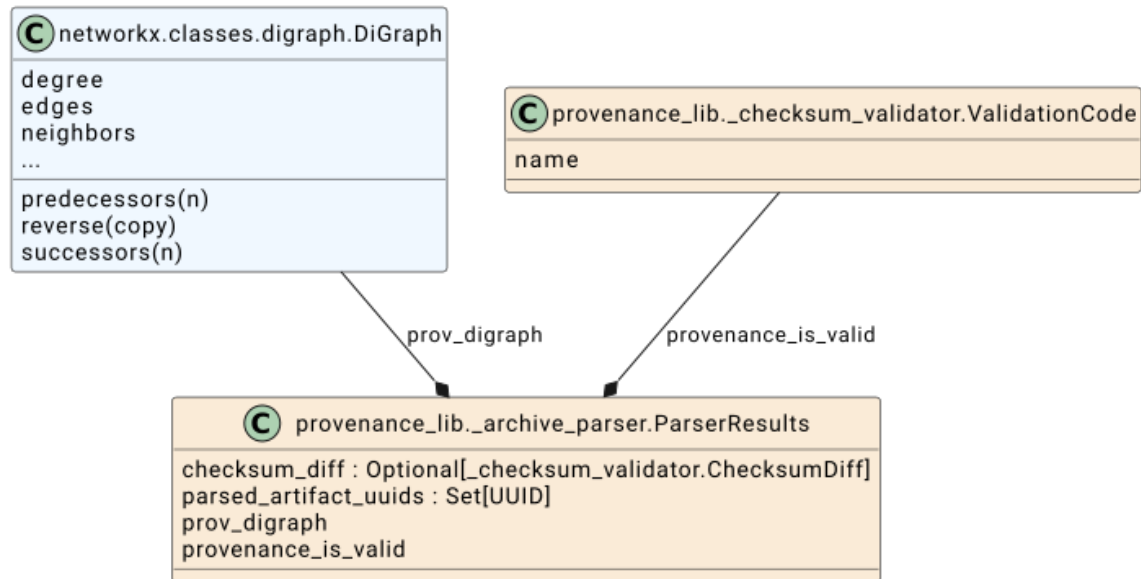 C networkx.classes.digraph.DiGraph
degree
edges
neighbors
...
predecessors(n)
reverse(copy)
successors(n)
C provenance_lib._checksum_validator.ValidationCode
name
prov_digraph
provenance_is_valid
C provenance_lib._archive_parser.ParserResults
checksum_diff : Optional[_checksum_validator.ChecksumDiff]
parsed_artifact_uuids : Set[UUID]
prov_digraph
provenance_is_valid